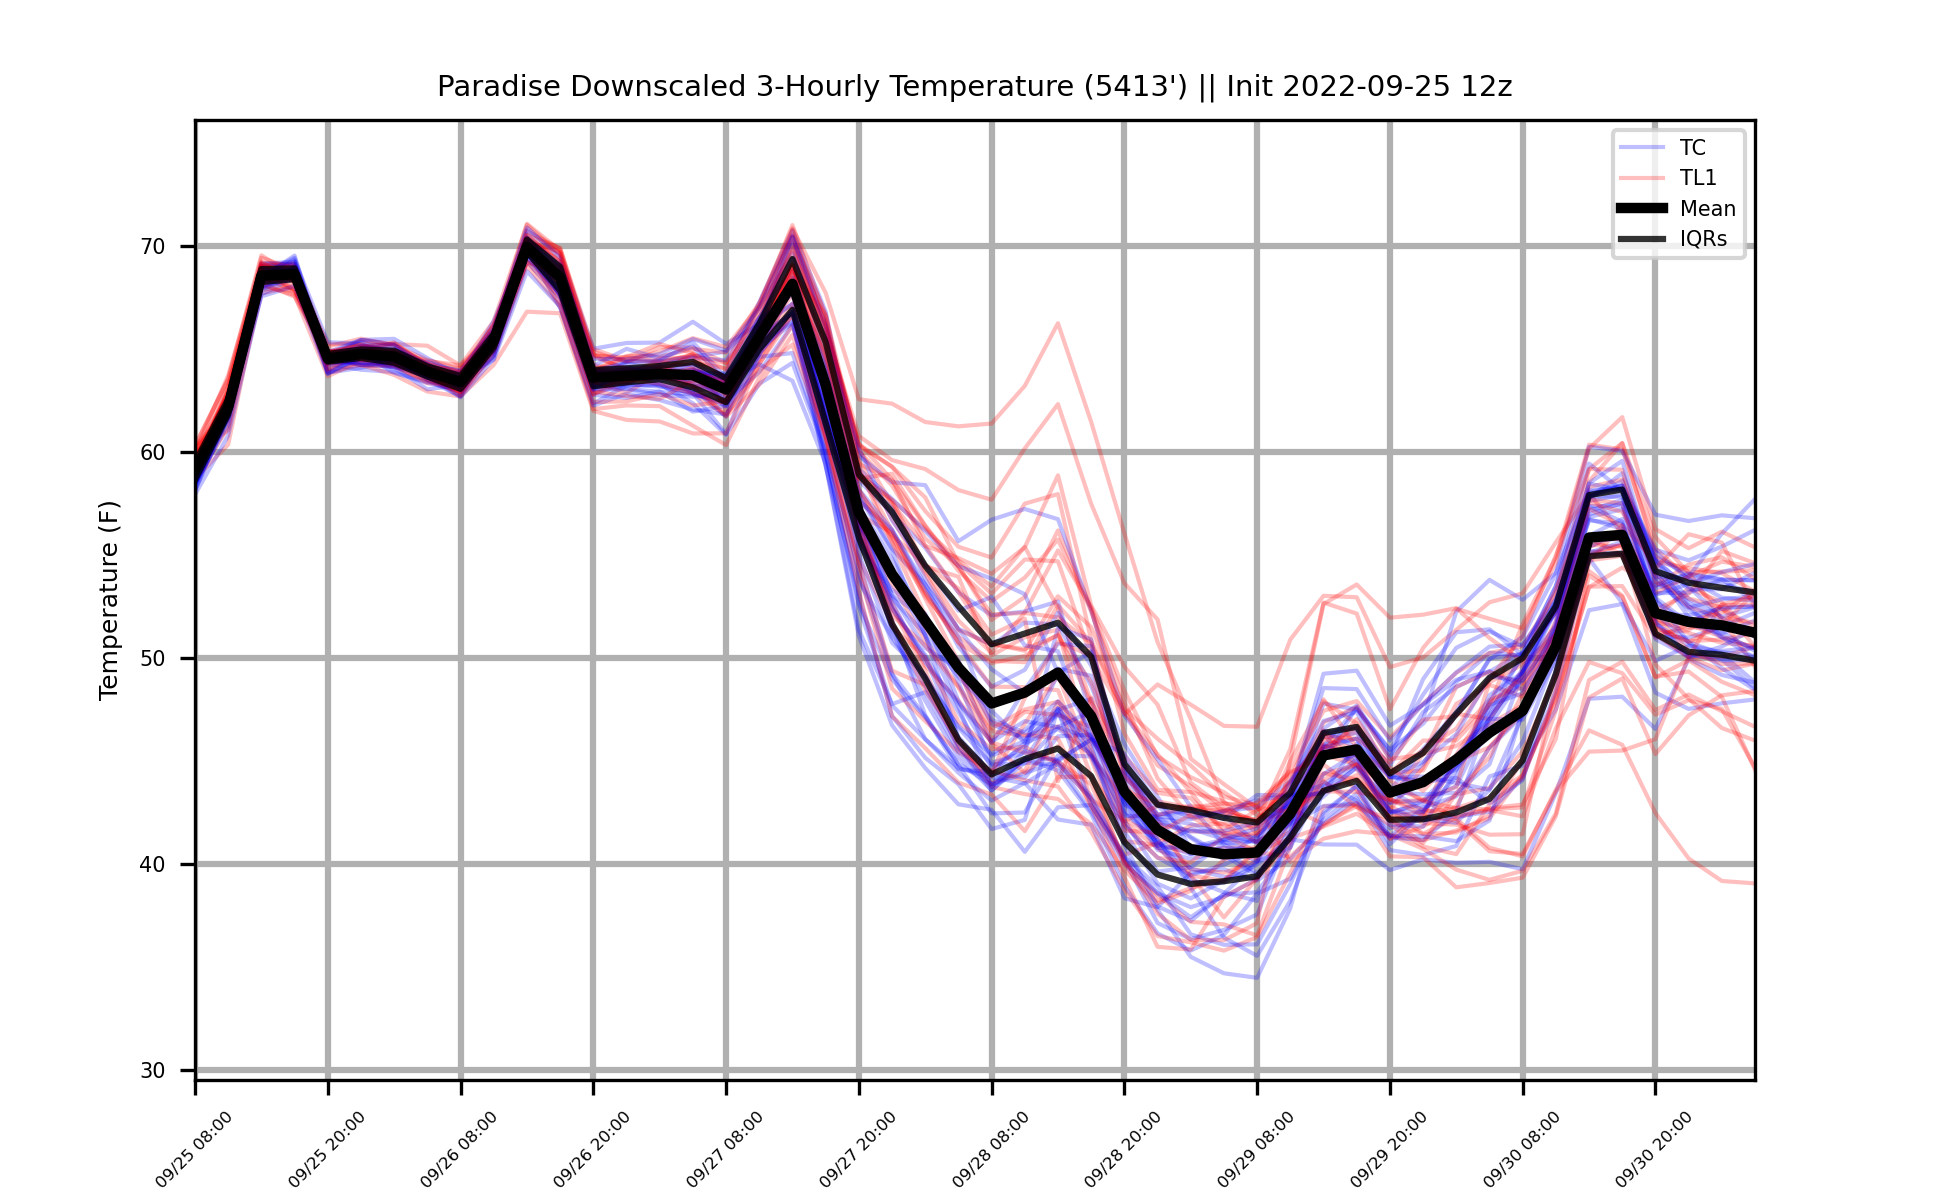 Paradise Downscaled 3-Hourly Temperature (5413') || Init 2022-09-25 12z
TC
TL1
Mean
IQRs
Temperature (F)
70
60
50
40
30
09/25 08:00
09/25 20:00
09/26 08:00
09/26 20:00
09/27 08:00
09/27 20:00
09/28 08:00
09/28 20:00
09/29 08:00
09/29 20:00
09/30 08:00
09/30 20:00